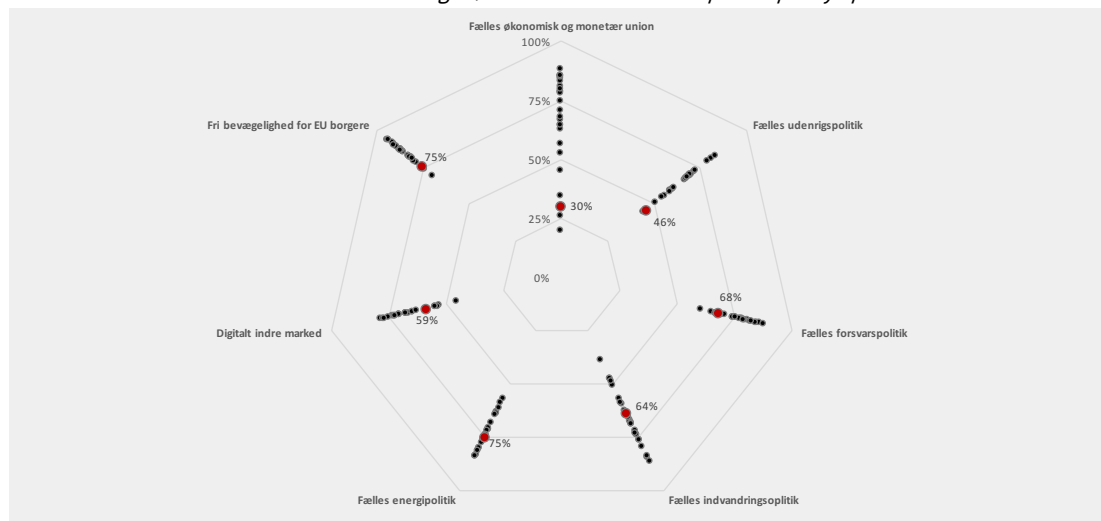 Fælles økonomisk og monetær union
100%
Fri bevægelighed for EU borgere
75%
Fælles udenrigspolitik
75%
50%
46%
30%
25%
0%
68%
59%
Digitalt indre marked
Fælles forsvarspolitik
64%
75%
Fælles energipolitik
Fælles indvandringsoplitik